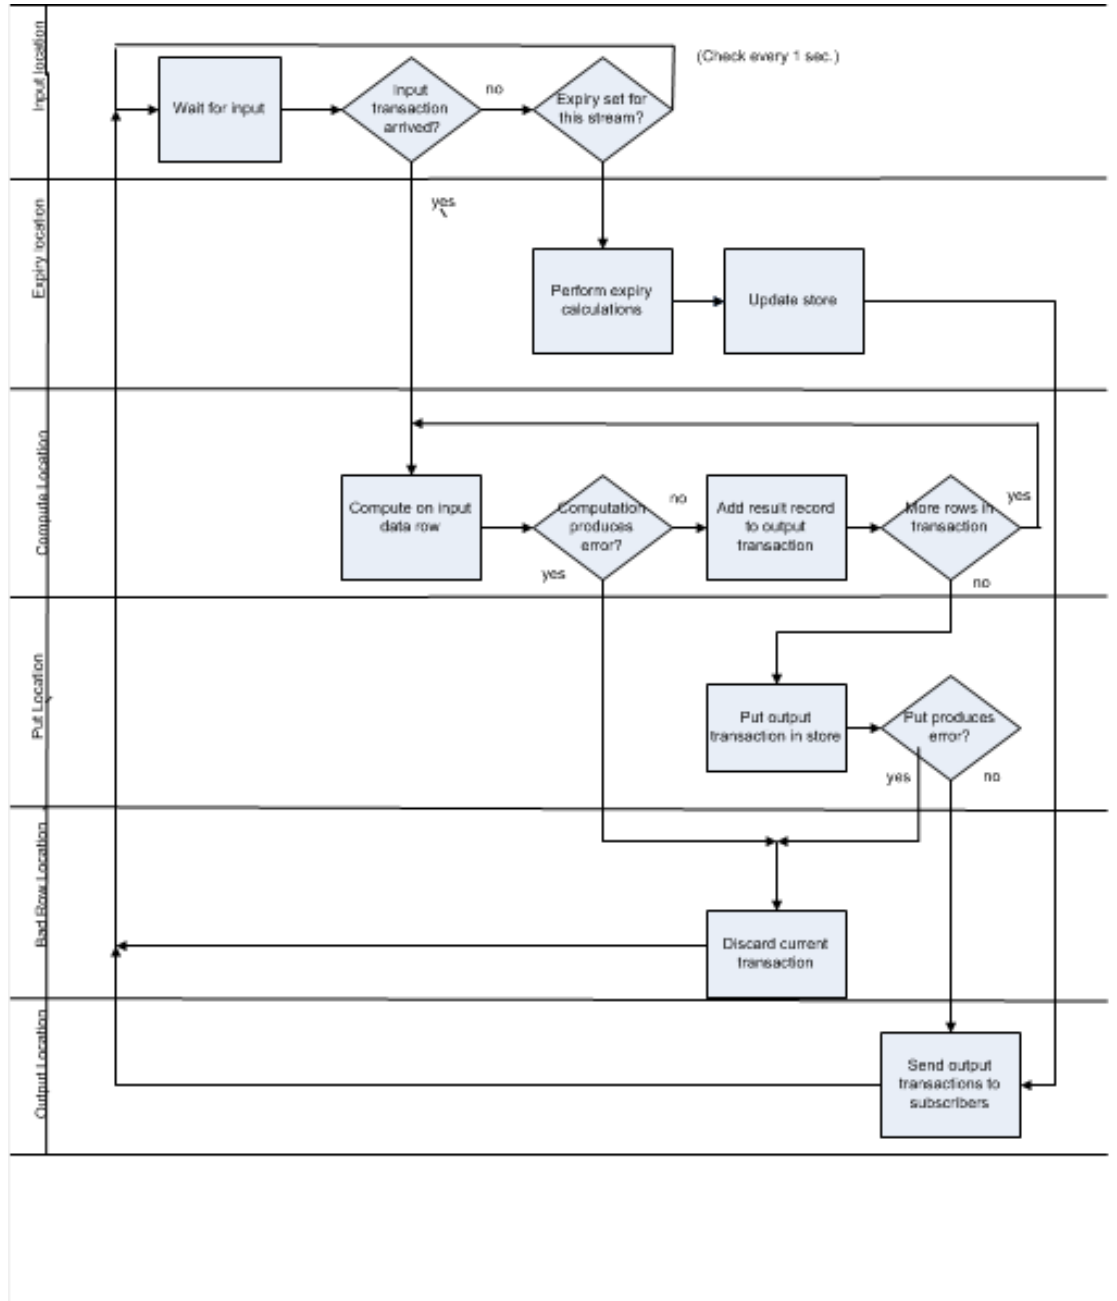 Input location
(Check every 1 sec.)
Wait for input
Input
transaction
arrived?
no
Expiry set for
this stream?
Expiry location
yes
Perform expiry
calculations
Update store
Compute Location
Compute on input
data row
Computation
produces
error?
no
yes
Add result record
to output
transaction
More rows in
transaction
yes
no
Put Location
Put output
transaction in store
Put produces
error?
yes
no
Bad Row Location
Discard current
transaction
Output Location
Send output
transactions to
subscribers